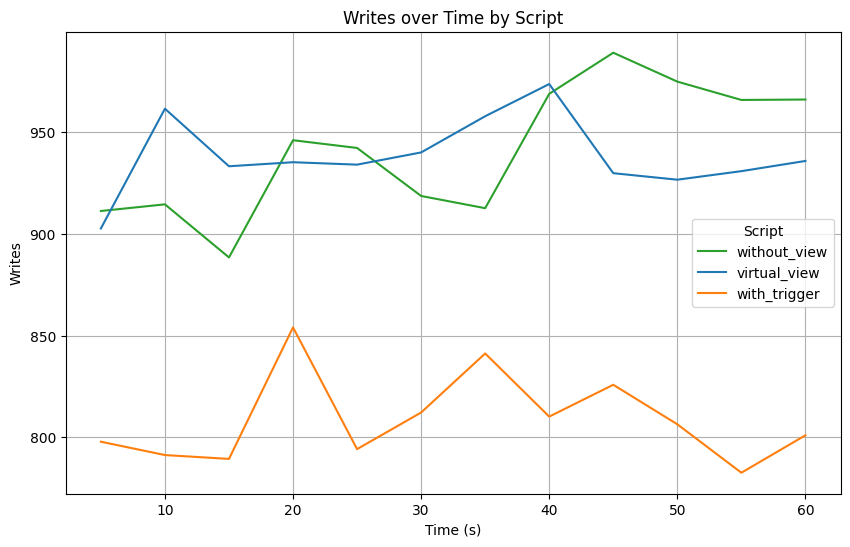 Writes over Time by Script
Writes
950
900
850
800
Script
without_view
virtual_view
with_trigger
10 20 30 40 50 60
Time (s)